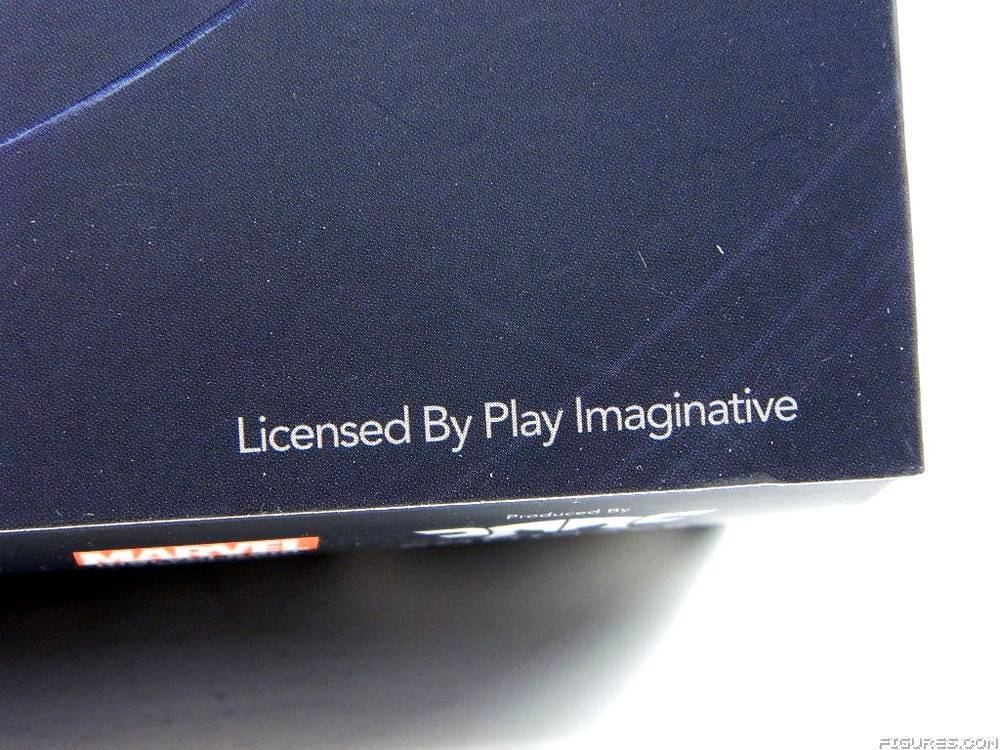 Licensed By Play Imaginative
Produced By
MARVEL
FIGURES.COM